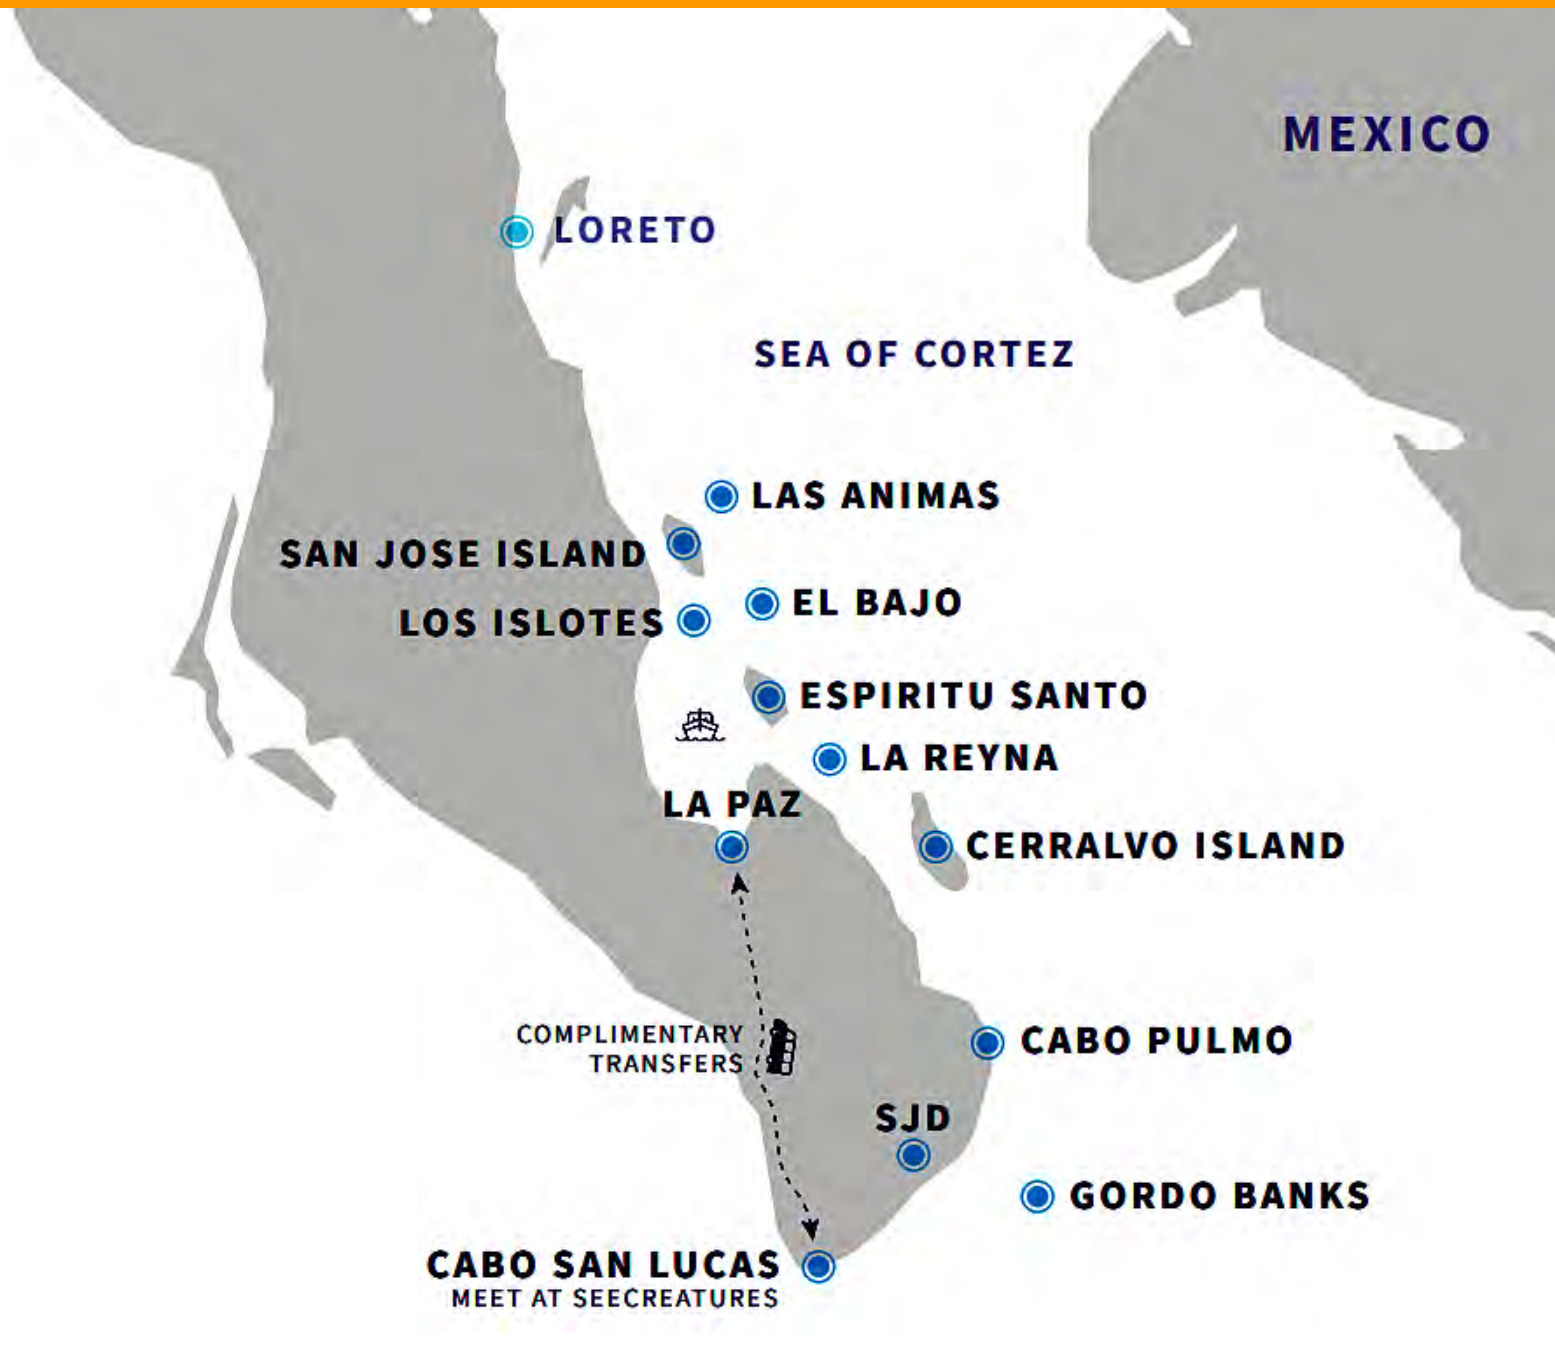 MEXICO
LORETO
SEA OF CORTEZ
LAS ANIMAS
SAN JOSE ISLAND
EL BAJO
LOS ISLOTES
ESPIRITU SANTO
LA REYNA
LA PAZ
CERRALVO ISLAND
COMPLIMENTARY
TRANSFERS
CABO PULMO
SJD
GORDO BANKS
CABO SAN LUCAS
MEET AT SEECREATURES